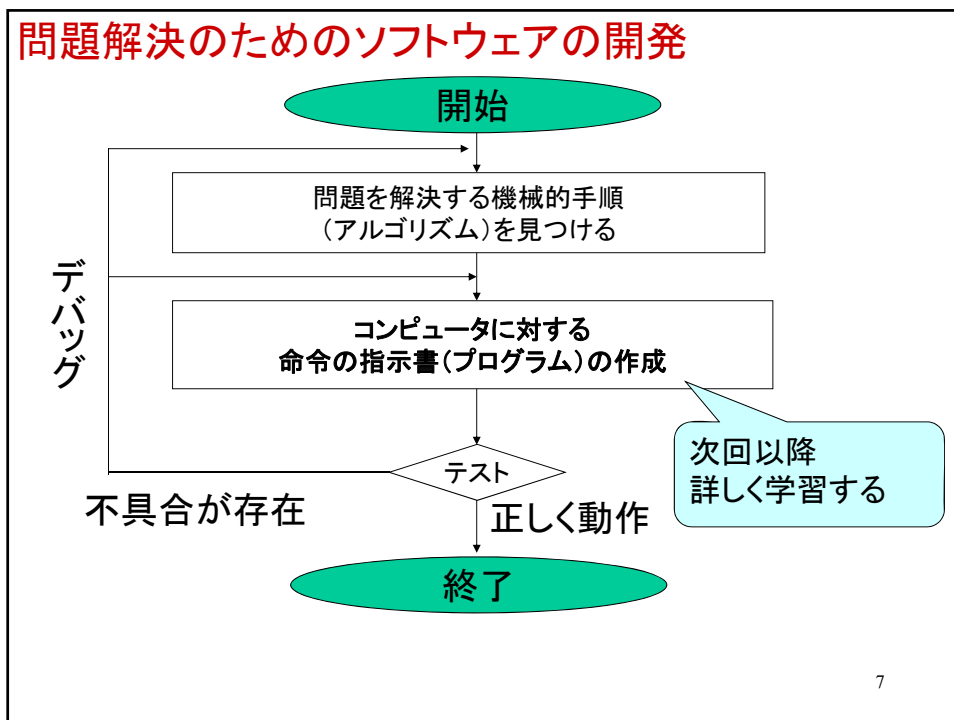 問題解決のためのソフトウェアの開発
開始
問題を解決する機械的手順
（アルゴリズム）を見つける
デバッグ
コンピュータに対する
命令の指示書（プログラム）の作成
次回以降
詳しく学習する
テスト
不具合が存在
正しく動作
終了
7